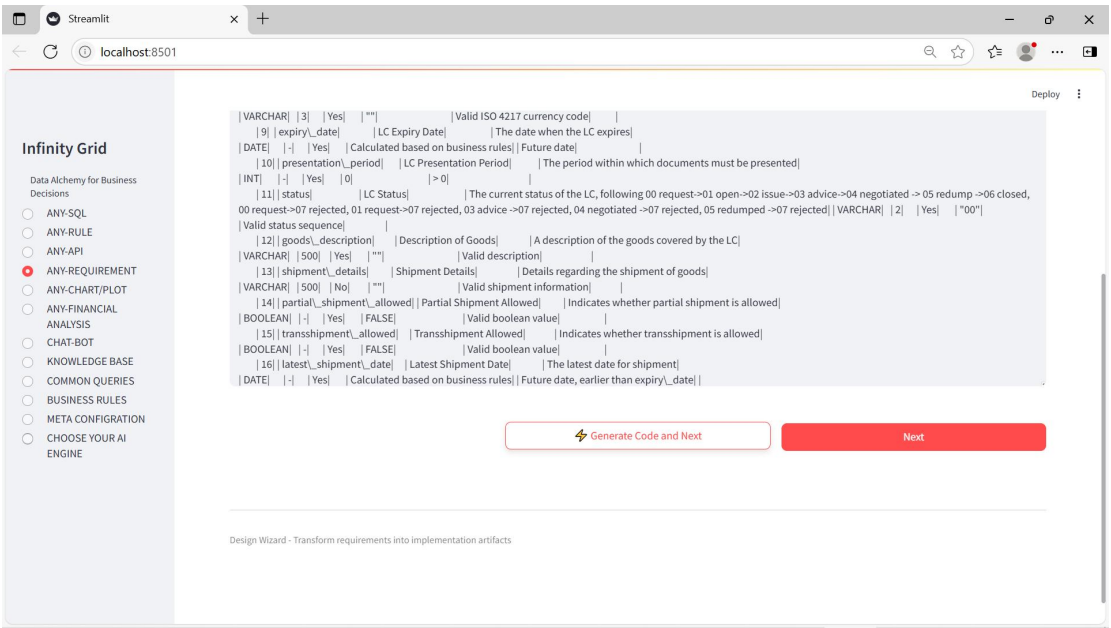 Streamlit
localhost:8501
Deploy
Infinity Grid
Data Alchemy for Business
Decisions
ANY-SQL
ANY-RULE
ANY-API
ANY-REQUIREMENT
ANY-CHART/PLOT
ANY-FINANCIAL
ANALYSIS
CHAT-BOT
KNOWLEDGE BASE
COMMON QUERIES
BUSINESS RULES
META CONFIGRATION
CHOOSE YOUR AI
ENGINE
| VARCHAR| | 3| | Yes| | ""| | Valid ISO 4217 currency code| |
| 9| | expiry\_date| | LC Expiry Date| | The date when the LC expires|
| DATE| | -| | Yes| | Calculated based on business rules| | Future date| |
| 10| | presentation\_period| | LC Presentation Period| | The period within which documents must be presented|
| INT| | -| | Yes| | 0| | > 0| |
| 11| | status| | LC Status| | The current status of the LC, following 00 request->01 open->02 issue->03 advice->04 negotiated -> 05 redump ->06 closed,
00 request->07 rejected, 01 request->07 rejected, 03 advice ->07 rejected, 04 negotiated ->07 rejected, 05 redumped ->07 rejected| | VARCHAR| | 2| | Yes| | "00"|
| Valid status sequence| |
| 12| | goods\_description| | Description of Goods| | A description of the goods covered by the LC|
| VARCHAR| | 500| | Yes| | ""| | Valid description| |
| 13| | shipment\_details| | Shipment Details| | Details regarding the shipment of goods|
| VARCHAR| | 500| | No| | ""| | Valid shipment information| |
| 14| | partial\_shipment\_allowed| | Partial Shipment Allowed| | Indicates whether partial shipment is allowed|
| BOOLEAN| | -| | Yes| | FALSE| | Valid boolean value| |
| 15| | transshipment\_allowed| | Transshipment Allowed| | Indicates whether transshipment is allowed|
| BOOLEAN| | -| | Yes| | FALSE| | Valid boolean value| |
| 16| | latest\_shipment\_date| | Latest Shipment Date| | The latest date for shipment|
| DATE| | -| | Yes| | Calculated based on business rules| | Future date, earlier than expiry\_date| |
⚡ Generate Code and Next
Next
Design Wizard - Transform requirements into implementation artifacts